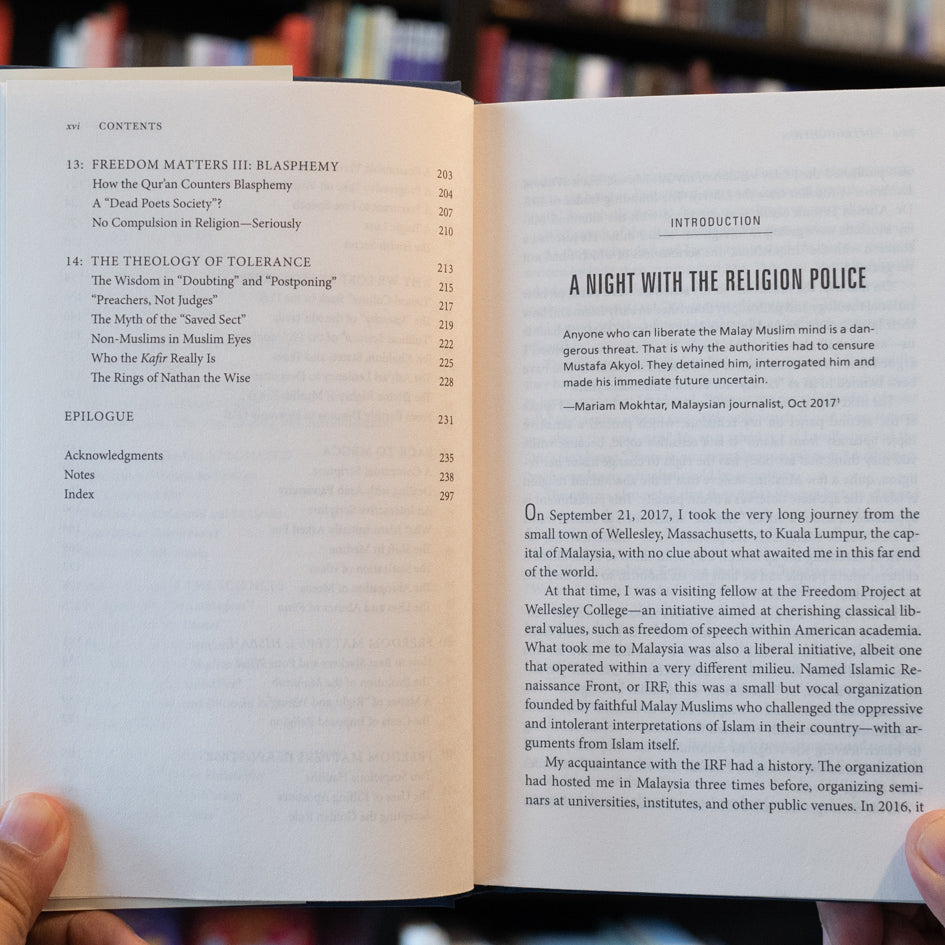 xvi CONTENTS
13: FREEDOM MATTERS III: BLASPHEMY 203
How the Qur’an Counters Blasphemy 204
A “Dead Poets Society”? 207
No Compulsion in Religion—Seriously 210
14: THE THEOLOGY OF TOLERANCE 213
The Wisdom in “Doubting” and “Postponing” 215
“Preachers, Not Judges” 217
The Myth of the “Saved Sect” 219
Non-Muslims in Muslim Eyes 222
Who the Kafir Really Is 225
The Rings of Nathan the Wise 228
EPILOGUE 231
Acknowledgments 235
Notes 238
Index 297
INTRODUCTION
A NIGHT WITH THE RELIGION POLICE
Anyone who can liberate the Malay Muslim mind is a dan-
gerous threat. That is why the authorities had to censure
Mustafa Akyol. They detained him, interrogated him and
made his immediate future uncertain.
—Mariam Mokhtar, Malaysian journalist, Oct 2017¹
On September 21, 2017, I took the very long journey from the
small town of Wellesley, Massachusetts, to Kuala Lumpur, the cap-
ital of Malaysia, with no clue about what awaited me in this far end
of the world.
At that time, I was a visiting fellow at the Freedom Project at
Wellesley College—an initiative aimed at cherishing classical lib-
eral values, such as freedom of speech within American academia.
What took me to Malaysia was also a liberal initiative, albeit one
that operated within a very different milieu. Named Islamic Re-
naissance Front, or IRF, this was a small but vocal organization
founded by faithful Malay Muslims who challenged the oppressive
and intolerant interpretations of Islam in their country—with ar-
guments from Islam itself.
My acquaintance with the IRF had a history. The organization
had hosted me in Malaysia three times before, organizing semi-
nars at universities, institutes, and other public venues. In 2016, it